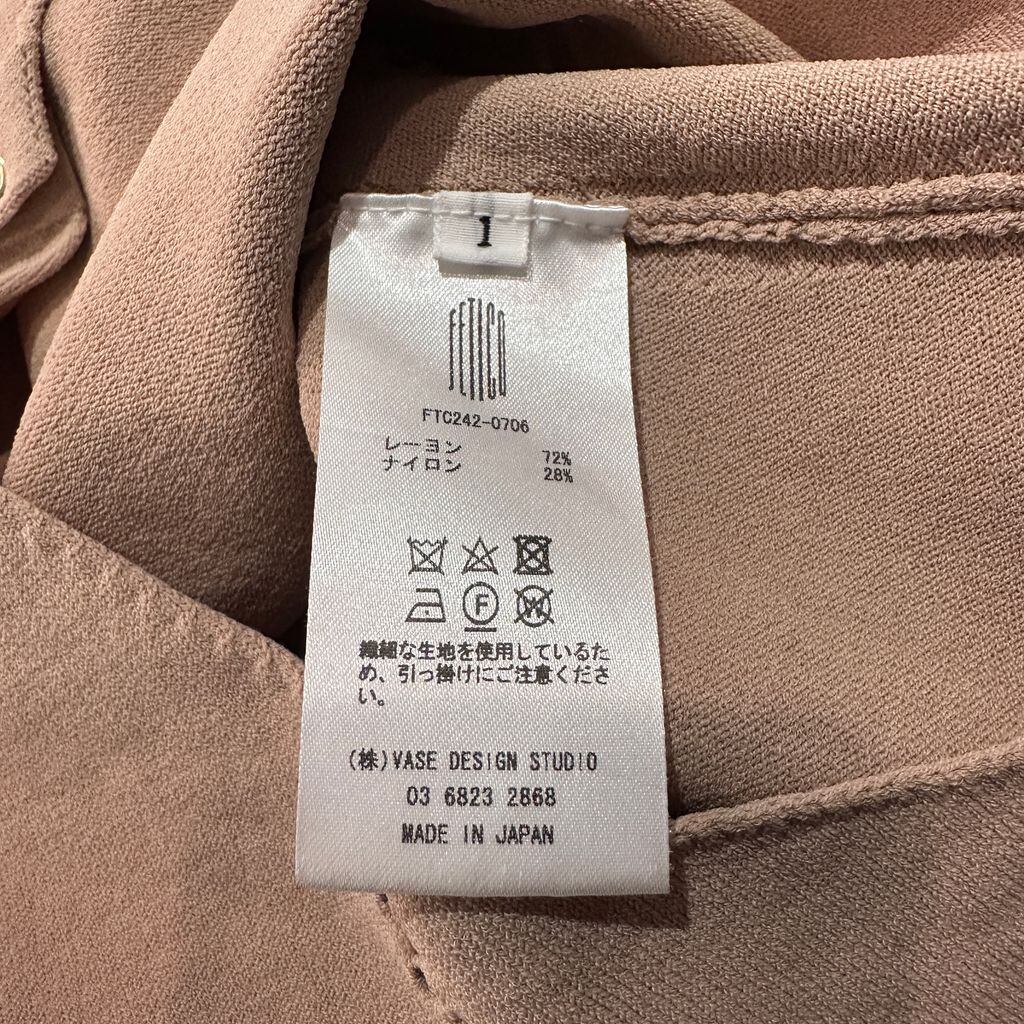 1
FETICO
FTC242-0706
レーヨン 72%
ナイロン 28%
F
W
繊細な生地を使用しているた
め、引っ掛けにご注意くださ
い。
(株)VASE DESIGN STUDIO
03 6823 2868
MADE IN JAPAN